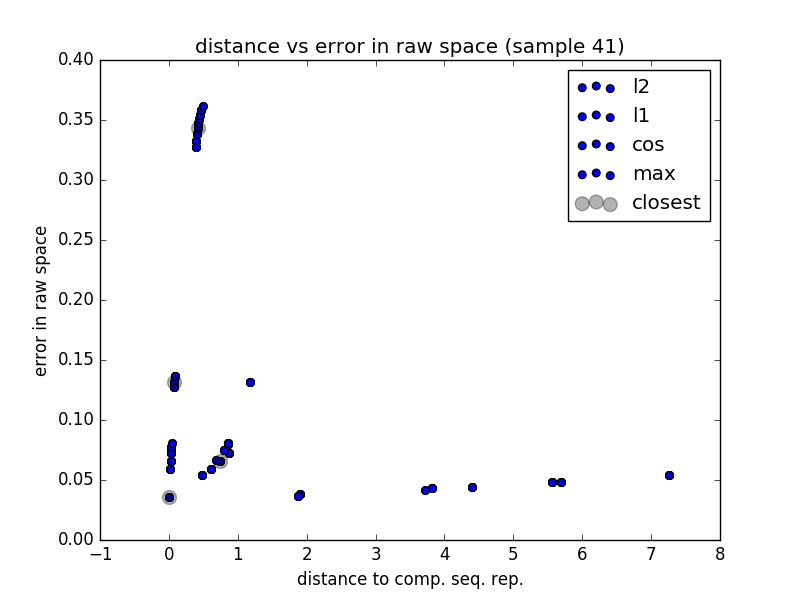 distance vs error in raw space (sample 41)
0.40
0.35
0.30
0.25
0.20
0.15
0.10
0.05
0.00
error in raw space
l2
l1
cos
max
closest
−1 0 1 2 3 4 5 6 7 8
distance to comp. seq. rep.